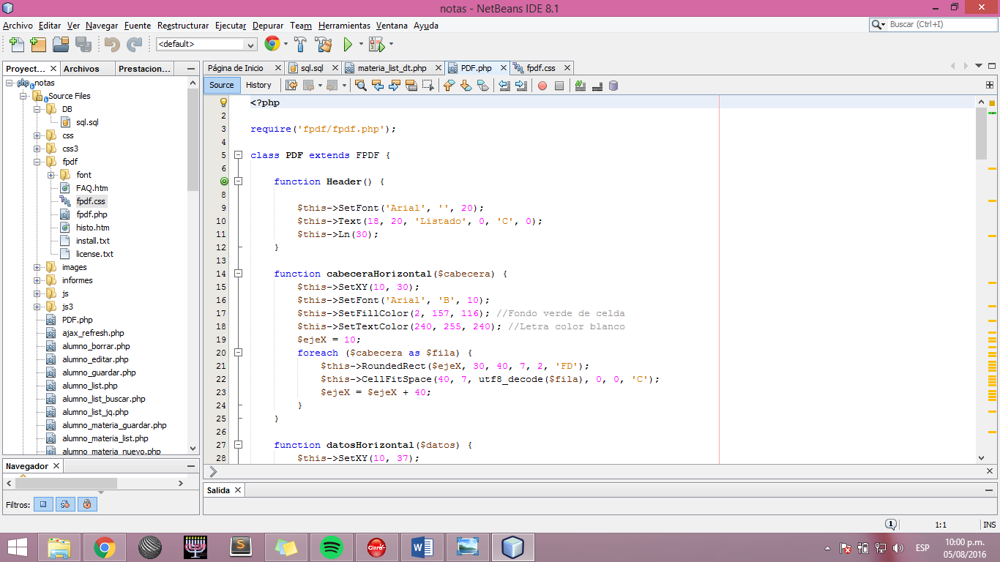 notas - NetBeans IDE 8.1
Archivo Editar Ver Navegar Fuente Reestructurar Ejecutar Depurar Team Herramientas Ventana Ayuda
Buscar (Ctrl+I)
<default>
Proyect... Archivos Prestacion...
Página de Inicio sql.sql materia_list_dt.php PDF.php fpdf.css
Source History
notas
Source Files
DB
sql.sql
css
css3
fpdf
font
FAQ.htm
fpdf.css
fpdf.php
histo.htm
install.txt
license.txt
images
informes
js
js3
PDF.php
ajax_refresh.php
alumno_borrar.php
alumno_editar.php
alumno_guardar.php
alumno_list.php
alumno_list_buscar.php
alumno_list_jq.php
alumno_materia_guardar.php
alumno_materia_list.php
alumno_materia_nuevo.php
Navegador
Filtros:
<?php
2
3 require('fpdf/fpdf.php');
4
5 class PDF extends FPDF {
6
function Header() {
8
9 $this->SetFont('Arial', '', 20);
10 $this->Text(18, 20, 'Listado', 0, 'C', 0);
11 $this->Ln(30);
12 }
13
14 function cabeceraHorizontal($cabecera) {
15 $this->SetXY(10, 30);
16 $this->SetFont('Arial', 'B', 10);
17 $this->SetFillColor(2, 157, 116); //Fondo verde de celda
18 $this->SetTextColor(240, 255, 240); //Letra color blanco
19 $ejeX = 10;
20 foreach ($cabecera as $fila) {
21 $this->RoundedRect($ejeX, 30, 40, 7, 2, 'FD');
22 $this->CellFitSpace(40, 7, utf8_decode($fila), 0, 0, 'C');
23 $ejeX = $ejeX + 40;
24 }
25 }
26
27 function datosHorizontal($datos) {
28 $this->SetXY(10, 37);
Salida
1 1:1 INS
ESP
10:00 p.m.
05/08/2016